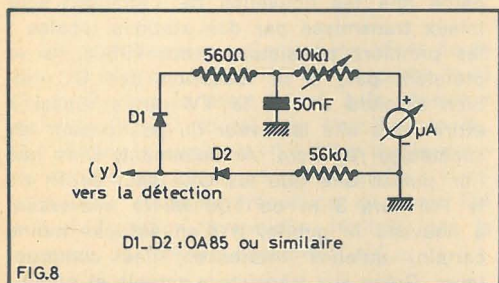 560Ω 10kΩ
50nF
+
µA
−
D1
D2 56kΩ
(y)
vers la détection
D1_D2 : OA85 ou similaire
FIG.8